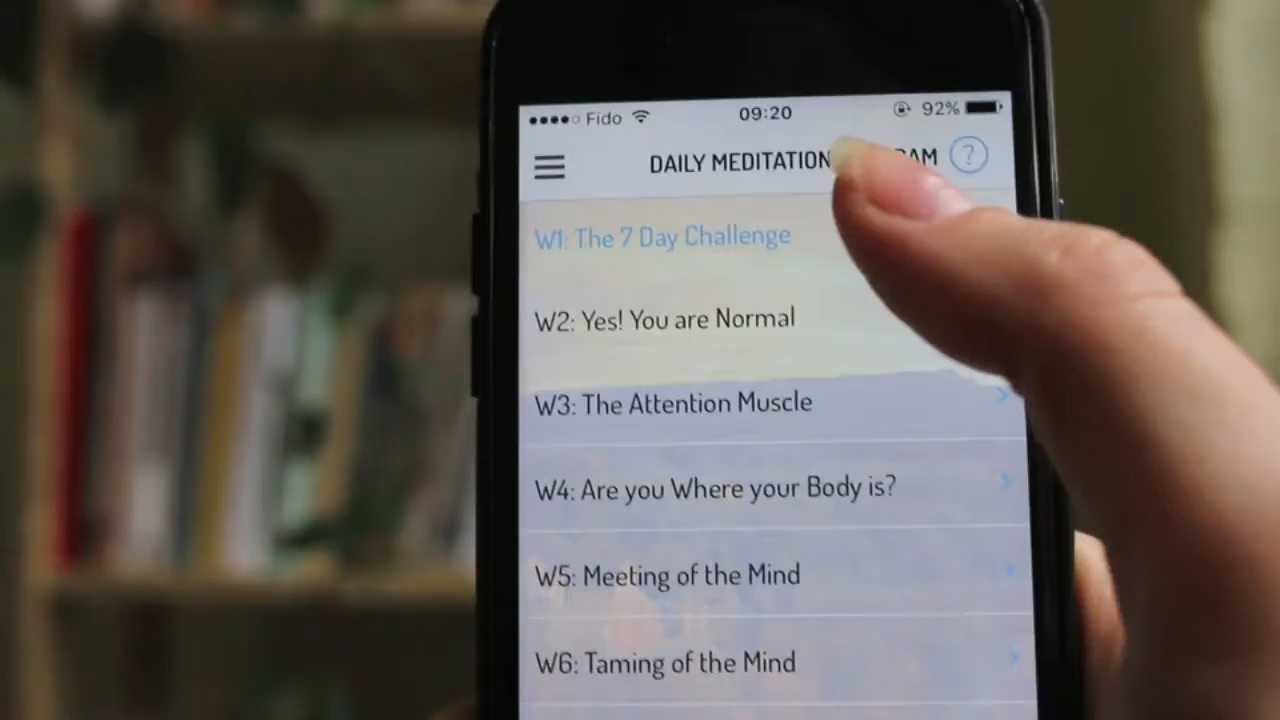 Fido 09:20 92%
DAILY MEDITATION
W1: The 7 Day Challenge
W2: Yes! You are Normal
W3: The Attention Muscle
W4: Are you Where your Body is?
W5: Meeting of the Mind
W6: Taming of the Mind